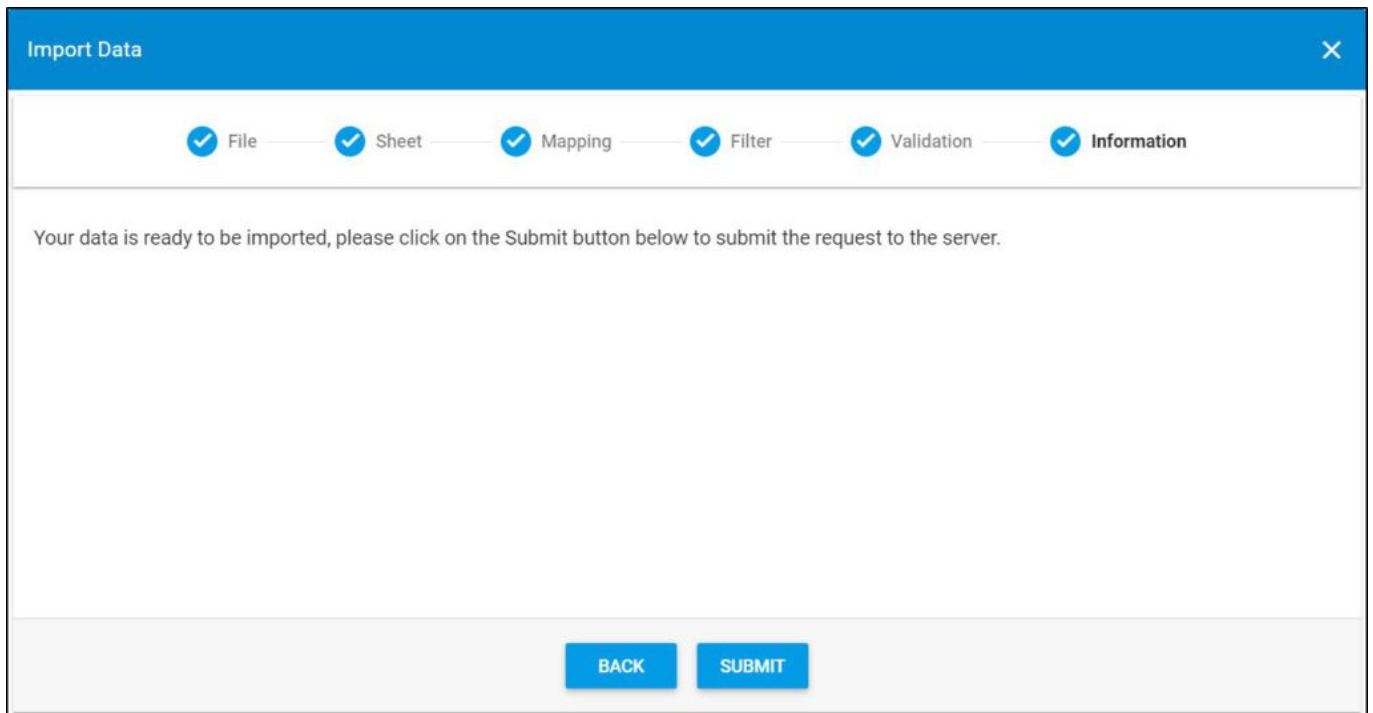 Import Data
File Sheet Mapping Filter Validation Information
Your data is ready to be imported, please click on the Submit button below to submit the request to the server.
BACK SUBMIT